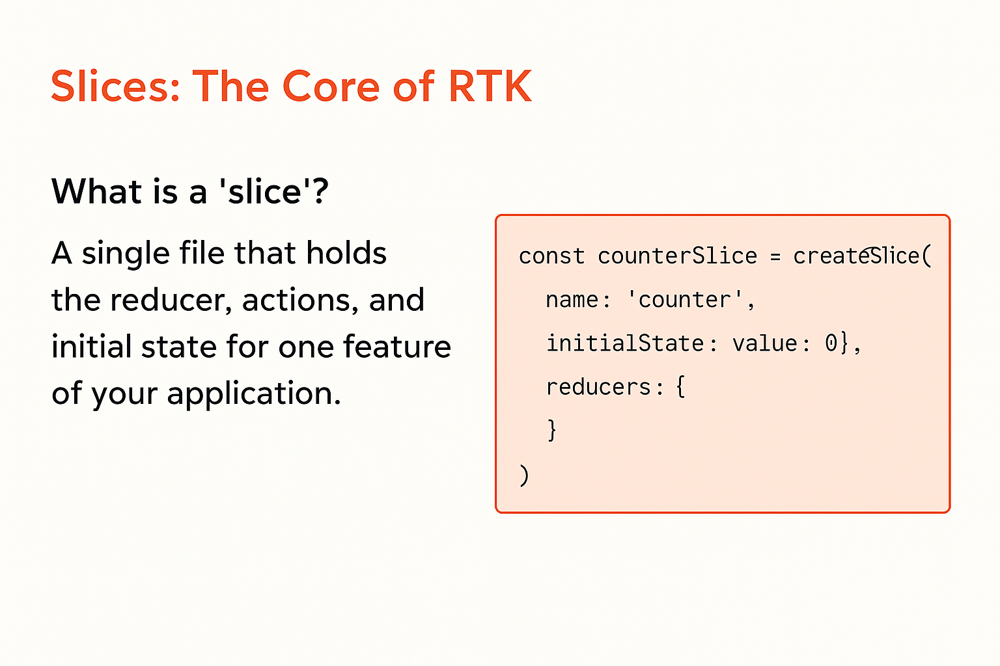 Slices: The Core of RTK
What is a 'slice'?
A single file that holds
the reducer, actions, and
initial state for one feature
of your application.
const counterSlice = createSlice(
name: 'counter',
initialState: value: 0},
reducers: {
}
)